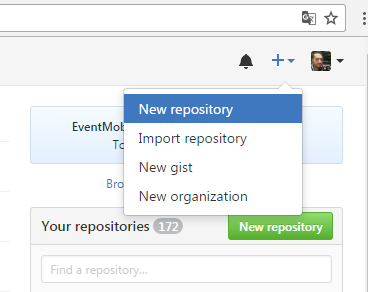 New repository
Import repository
New gist
New organization
EventMob
To
Bro
Your repositories 172
New repository
Find a repository...